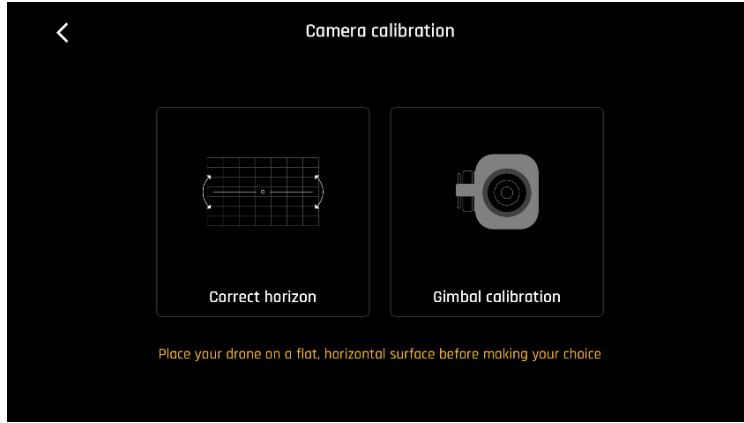 Camera calibration
Correct horizon
Gimbal calibration
Place your drone on a flat, horizontal surface before making your choice